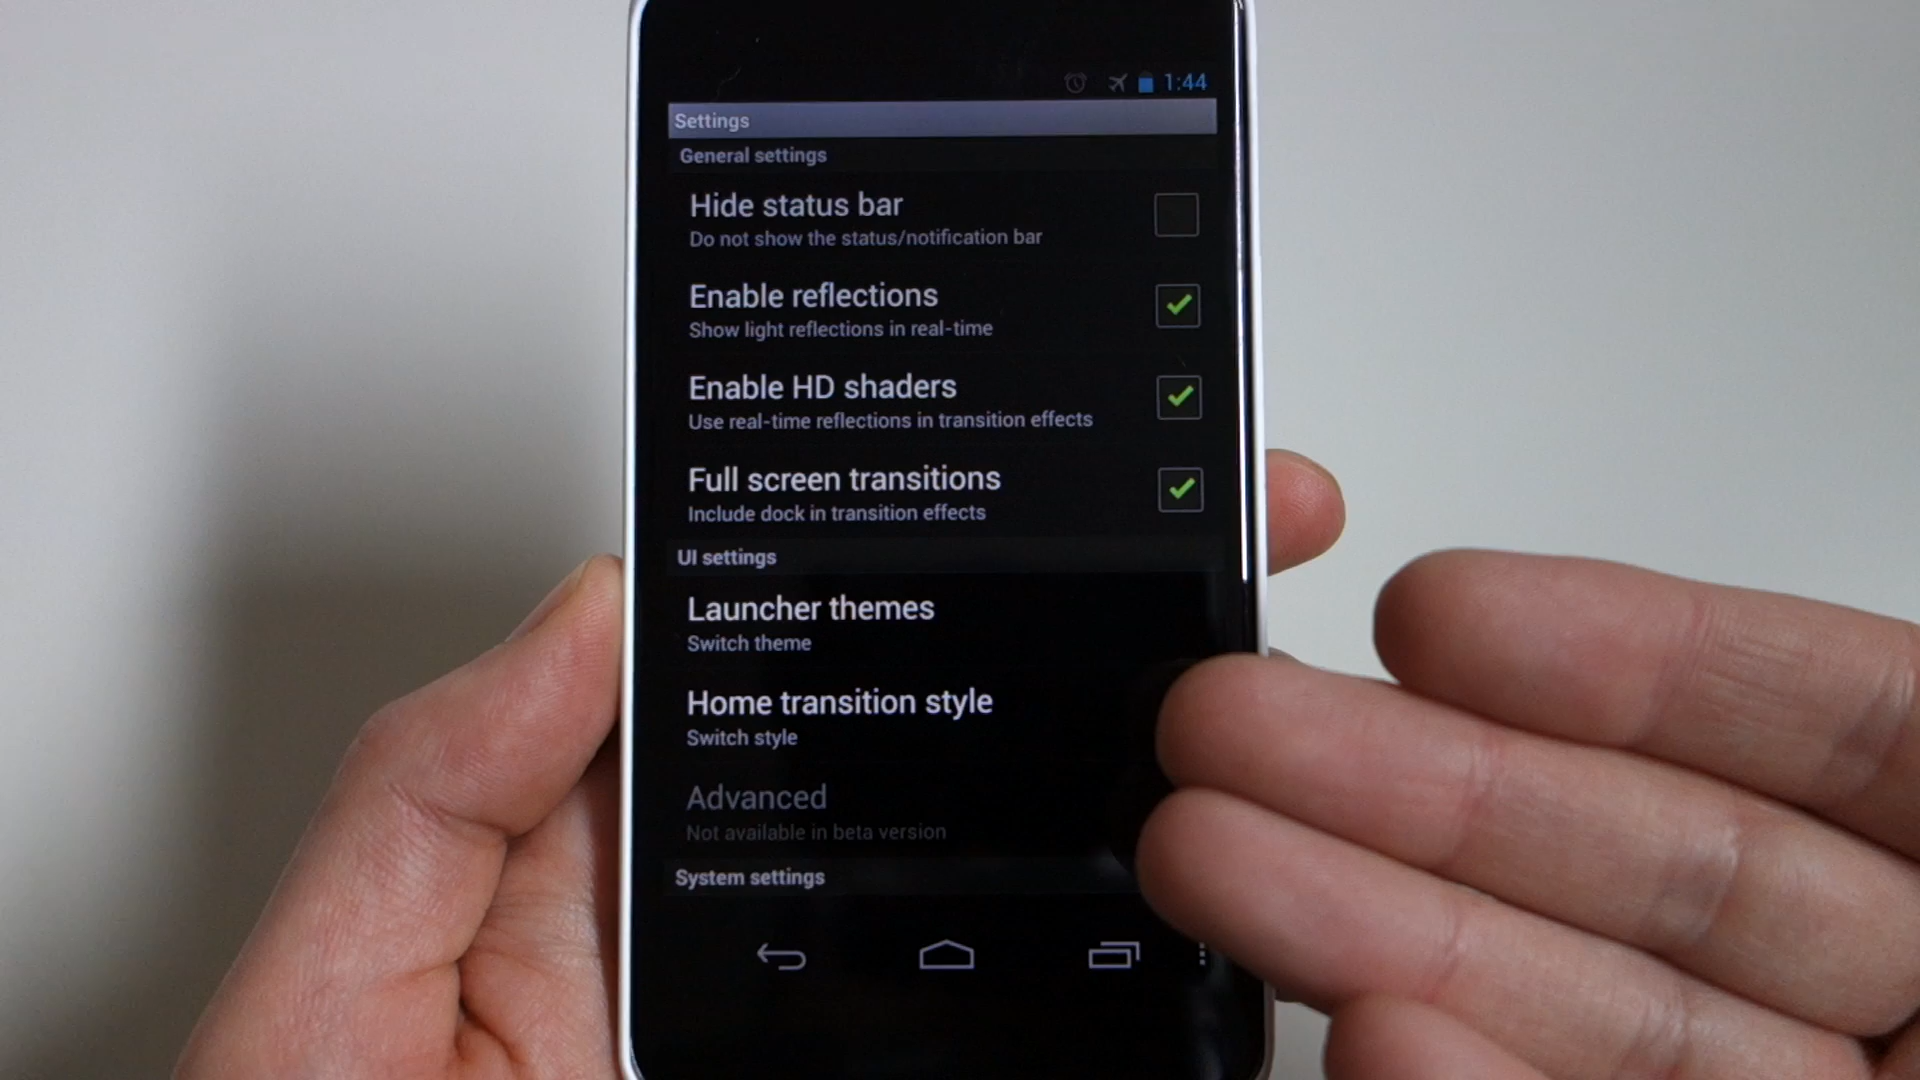 1:44
Settings
General settings
Hide status bar
Do not show the status/notification bar
Enable reflections
Show light reflections in real-time
Enable HD shaders
Use real-time reflections in transition effects
Full screen transitions
Include dock in transition effects
UI settings
Launcher themes
Switch theme
Home transition style
Switch style
Advanced
Not available in beta version
System settings